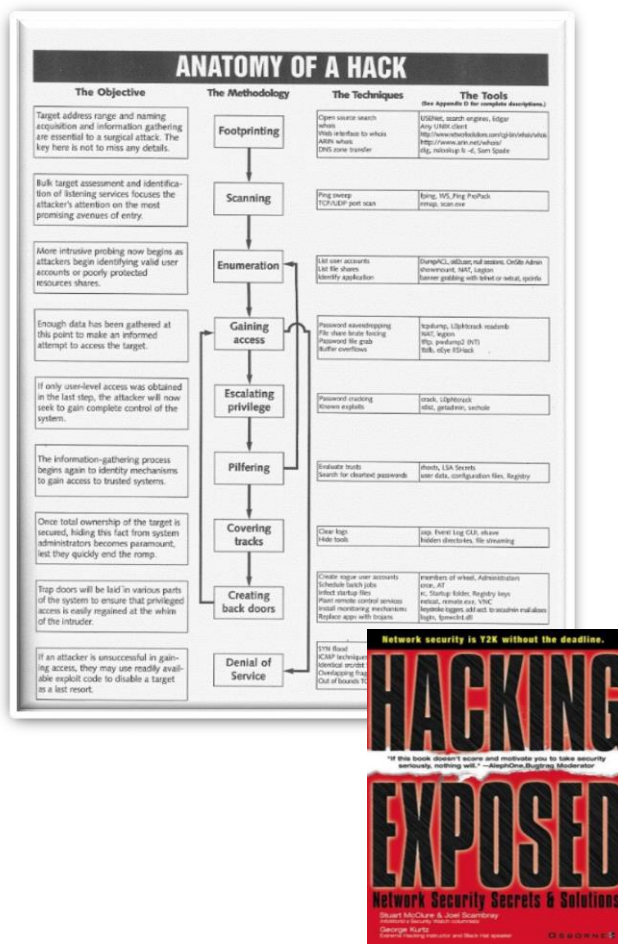 ANATOMY OF A HACK
The Objective
The Methodology
The Techniques
The Tools
(See Appendix D for complete descriptions.)
Target address range and naming
acquisition and information gathering
are essential to a surgical attack. The
key here is not to miss any details.
Footprinting
Open source search
whois
Web interface to whois
ARIN whois
DNS zone transfer
USENet, search engines, Edgar
Any UNIX client
http://www.networksolutions.com/cgi-bin/whois/whois
http://www.arin.net/whois/
dig, nslookup ls -d, Sam Spade
Bulk target assessment and identifica-
tion of listening services focuses the
attacker's attention on the most
promising avenues of entry.
Scanning
Ping sweep
TCP/UDP port scan
fping, WS_Ping ProPack
nmap, scan.exe
More intrusive probing now begins as
attackers begin identifying valid user
accounts or poorly protected
resources shares.
Enumeration
List user accounts
List file shares
Identify application
DumpACL, sid2user, null sessions, OnSite Admin
showmount, NAT, Legion
banner grabbing with telnet or netcat, rpcinfo
Enough data has been gathered at
this point to make an informed
attempt to access the target.
Gaining
access
Password eavesdropping
File share brute forcing
Password file grab
Buffer overflows
tcpdump, L0phtcrack readsmb
NAT, legion
tftp, pwdump2 (NT)
ttdb, eEye IISHack
If only user-level access was obtained
in the last step, the attacker will now
seek to gain complete control of the
system.
Escalating
privilege
Password cracking
Known exploits
crack, L0phtcrack
getadmin, sechole
The information-gathering process
begins again to identity mechanisms
to gain access to trusted systems.
Pilfering
Evaluate trusts
Search for cleartext passwords
rhosts, LSA Secrets
user data, configuration files, Registry
Once total ownership of the target is
secured, hiding this fact from system
administrators becomes paramount,
lest they quickly end the romp.
Covering
tracks
Clear logs
Hide tools
zap, Event Log GUI,
hidden directories, file streaming
Trap doors will be laid in various parts
of the system to ensure that privileged
access is easily regained at the whim
of the intruder.
Creating
back doors
Create rogue user accounts
Schedule batch jobs
Infect startup files
Plant remote control services
Install monitoring mechanisms
Replace apps with trojans
members of wheel, Administrators
cron, AT
rc, Startup folder, Registry keys
netcat, remote.exe, VNC
keystroke loggers, add acct. to secadmin mail aliases
login, fpnwclnt.dll
If an attacker is unsuccessful in gain-
ing access, they may use readily avail-
able exploit code to disable a target
as a last resort.
Denial of
Service
SYN flood
ICMP techniques
Identical src/dst
Overlapping frag
Out of bounds TC
Network security is Y2K without the deadline.
HACKING
"If this book doesn't scare and motivate you to take security
seriously, nothing will." —AlephOne, Bugtraq Moderator
EXPOSED
Network Security Secrets & Solutions
Stuart McClure & Joel Scambray
InfoWorld's Security Watch columnists
George Kurtz
Extreme Hacking instructor and Black Hat speaker
OSBORNE